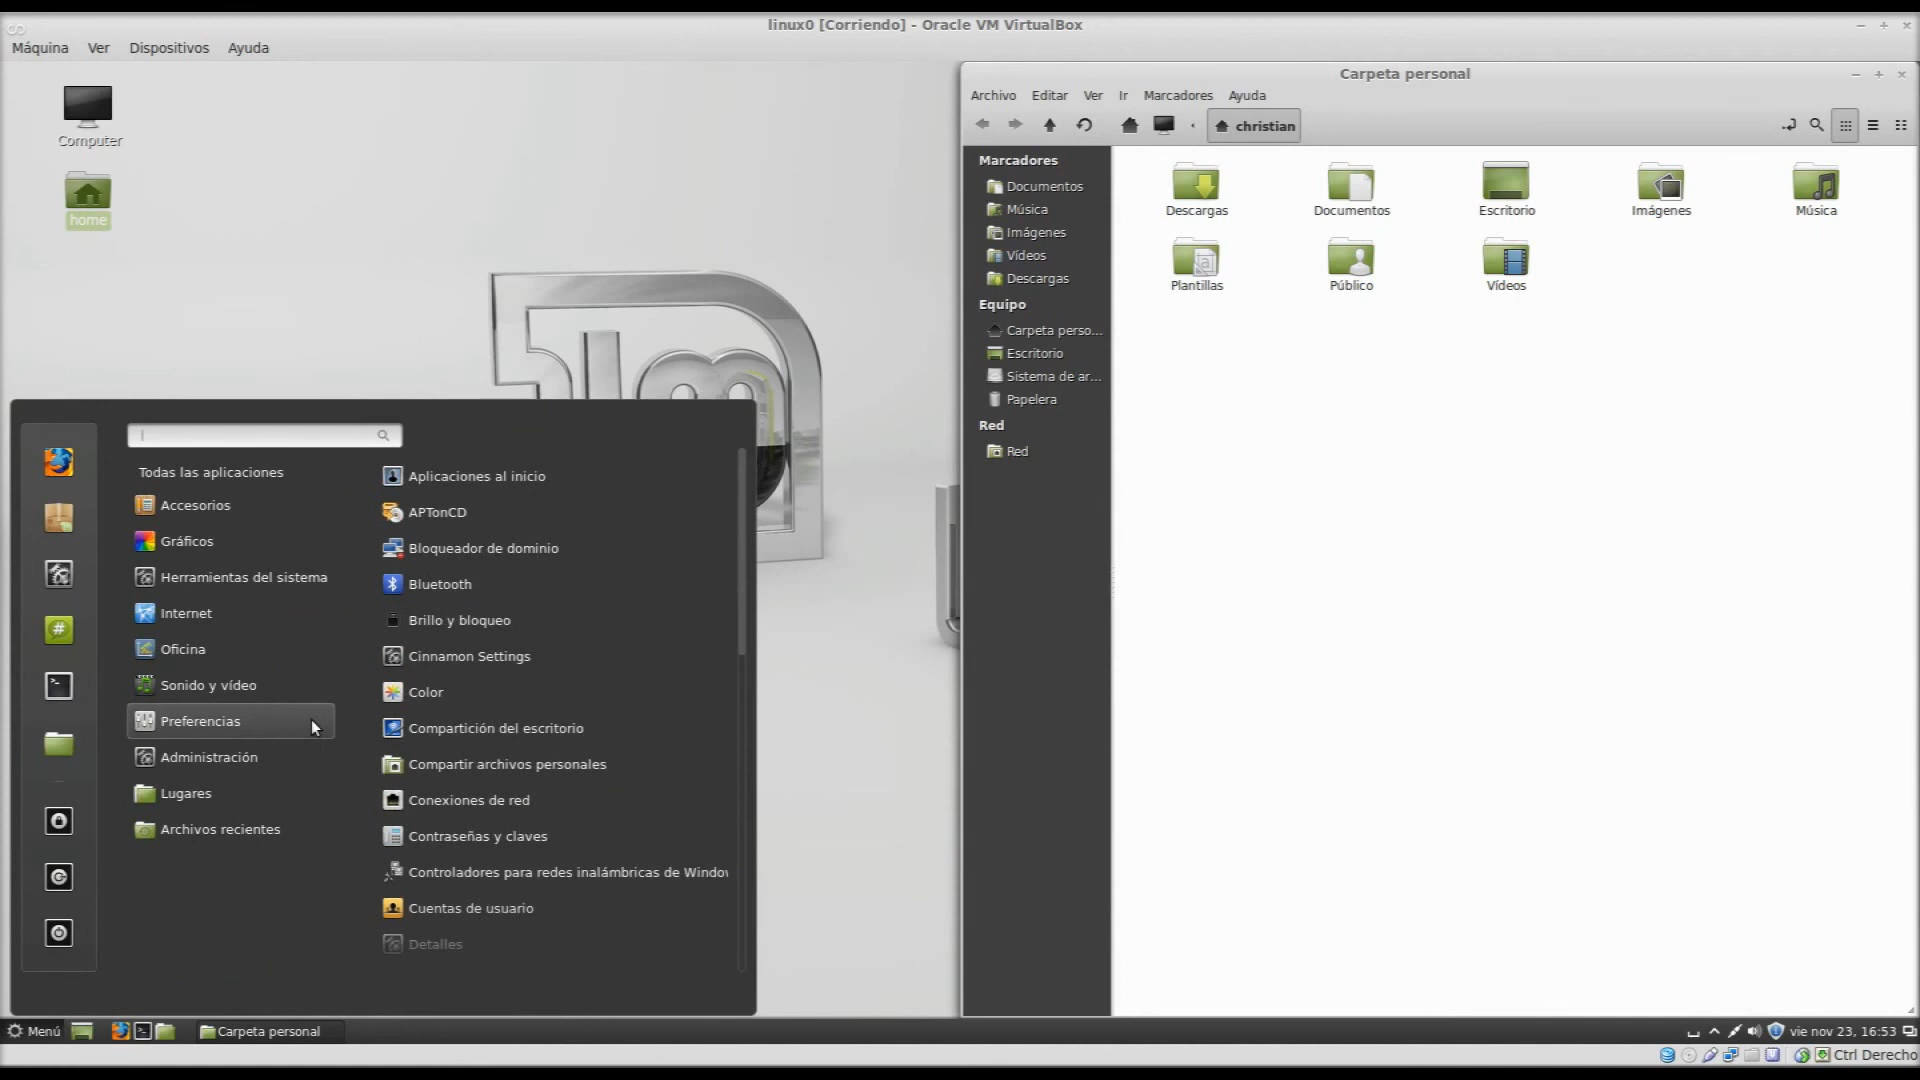 linux0 [Corriendo] - Oracle VM VirtualBox
Máquina Ver Dispositivos Ayuda
Computer
home
Carpeta personal
Archivo Editar Ver Ir Marcadores Ayuda
christian
Marcadores
Documentos
Música
Imágenes
Vídeos
Descargas
Equipo
Carpeta perso...
Escritorio
Sistema de ar...
Papelera
Red
Red
Descargas Documentos Escritorio Imágenes Música
Plantillas Público Vídeos
Todas las aplicaciones
Accesorios
Gráficos
Herramientas del sistema
Internet
Oficina
Sonido y vídeo
Preferencias
Administración
Lugares
Archivos recientes
Aplicaciones al inicio
APTonCD
Bloqueador de dominio
Bluetooth
Brillo y bloqueo
Cinnamon Settings
Color
Compartición del escritorio
Compartir archivos personales
Conexiones de red
Contraseñas y claves
Controladores para redes inalámbricas de Windo
Cuentas de usuario
Detalles
Menú Carpeta personal vie nov 23, 16:53
Ctrl Derecho